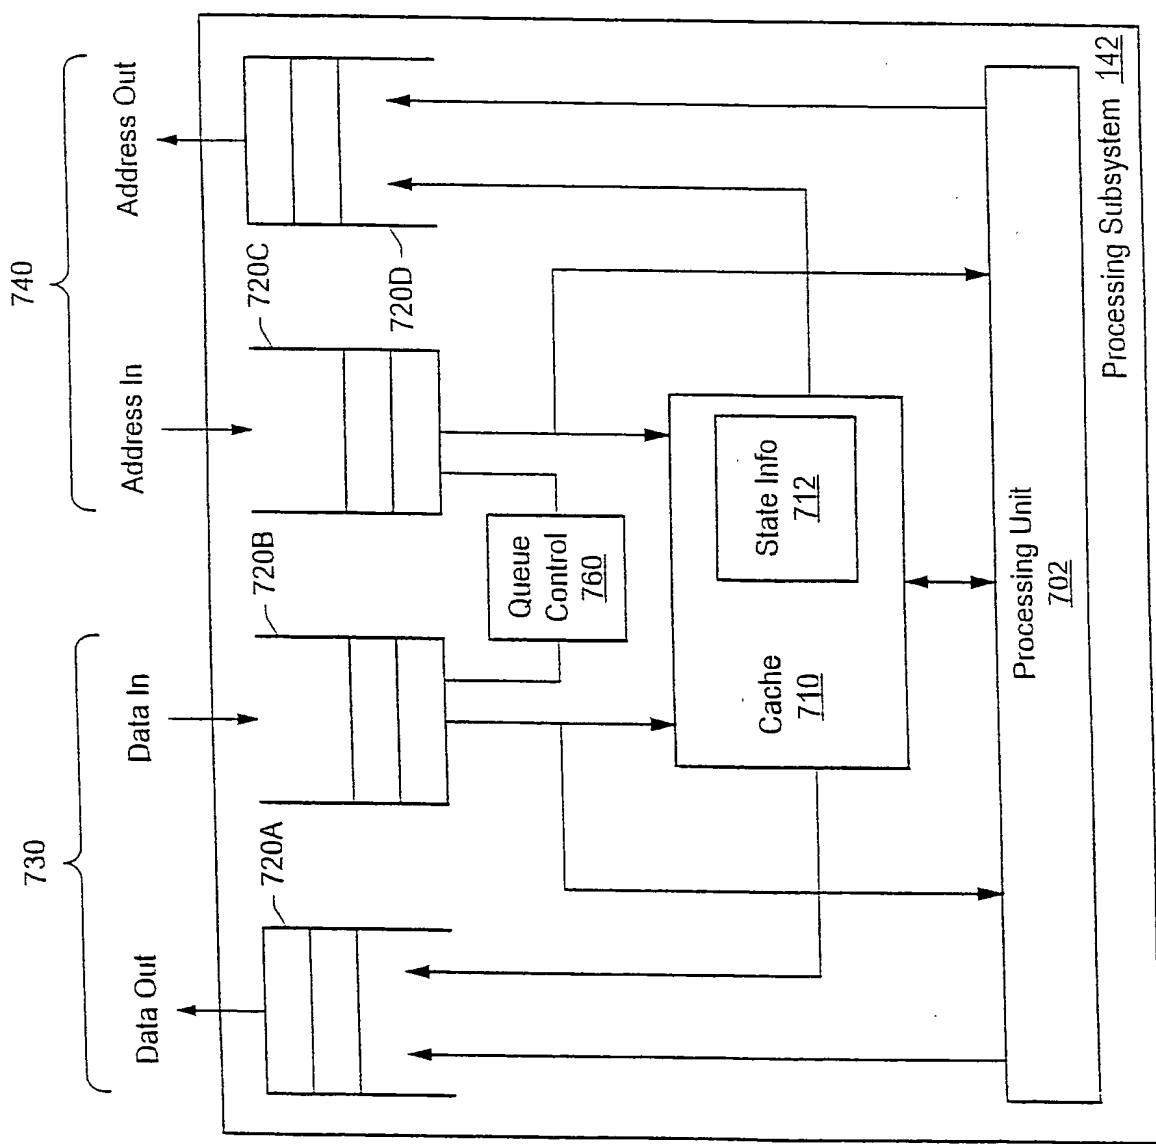 740
730
Address Out
Address In
Data In
Data Out
720C
720D
720B
720A
Queue
Control
760
State Info
712
Cache
710
Processing Unit
702
Processing Subsystem 142